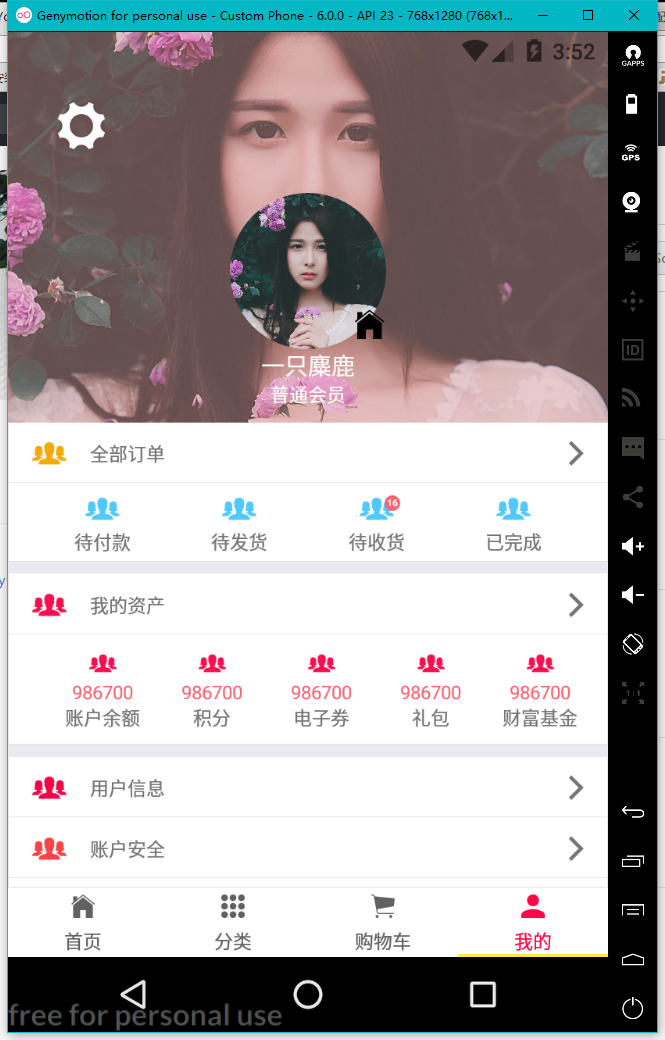 Genymotion for personal use - Custom Phone - 6.0.0 - API 23 - 768x1280 (768x1...
3:52
GAPPS
GPS
ID
1:1
一只麋鹿
普通会员
全部订单
待付款 待发货 16 待收货 已完成
我的资产
986700 986700 986700 986700 986700
账户余额 积分 电子券 礼包 财富基金
用户信息
账户安全
首页 分类 购物车 我的
free for personal use